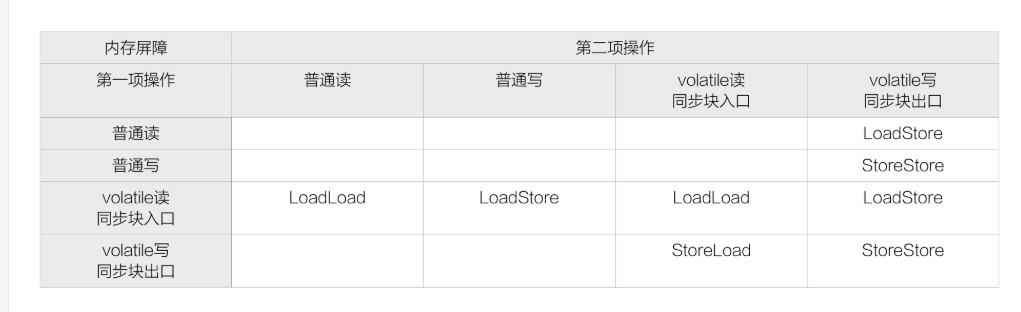 内存屏障 第二项操作
第一项操作 普通读 普通写 volatile读 volatile写
同步块入口 同步块出口
普通读 LoadStore
普通写 StoreStore
volatile读 LoadLoad LoadStore LoadLoad LoadStore
同步块入口
volatile写 StoreLoad StoreStore
同步块出口